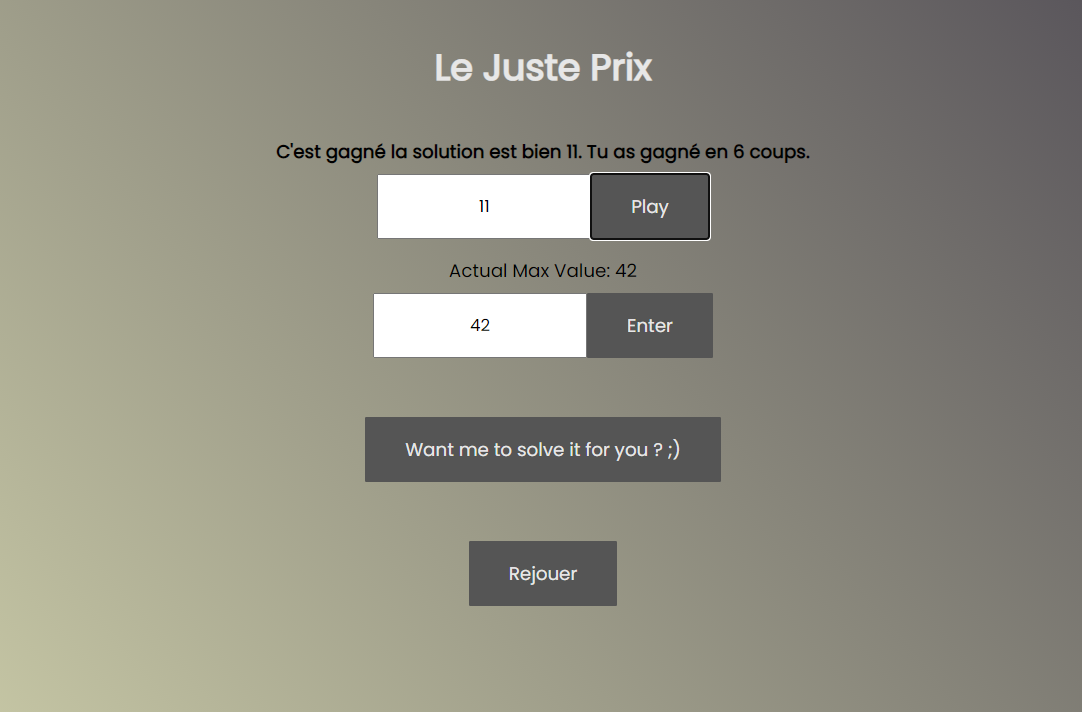 Le Juste Prix
C'est gagné la solution est bien 11. Tu as gagné en 6 coups.
11 Play
Actual Max Value: 42
42 Enter
Want me to solve it for you ? ;)
Rejouer